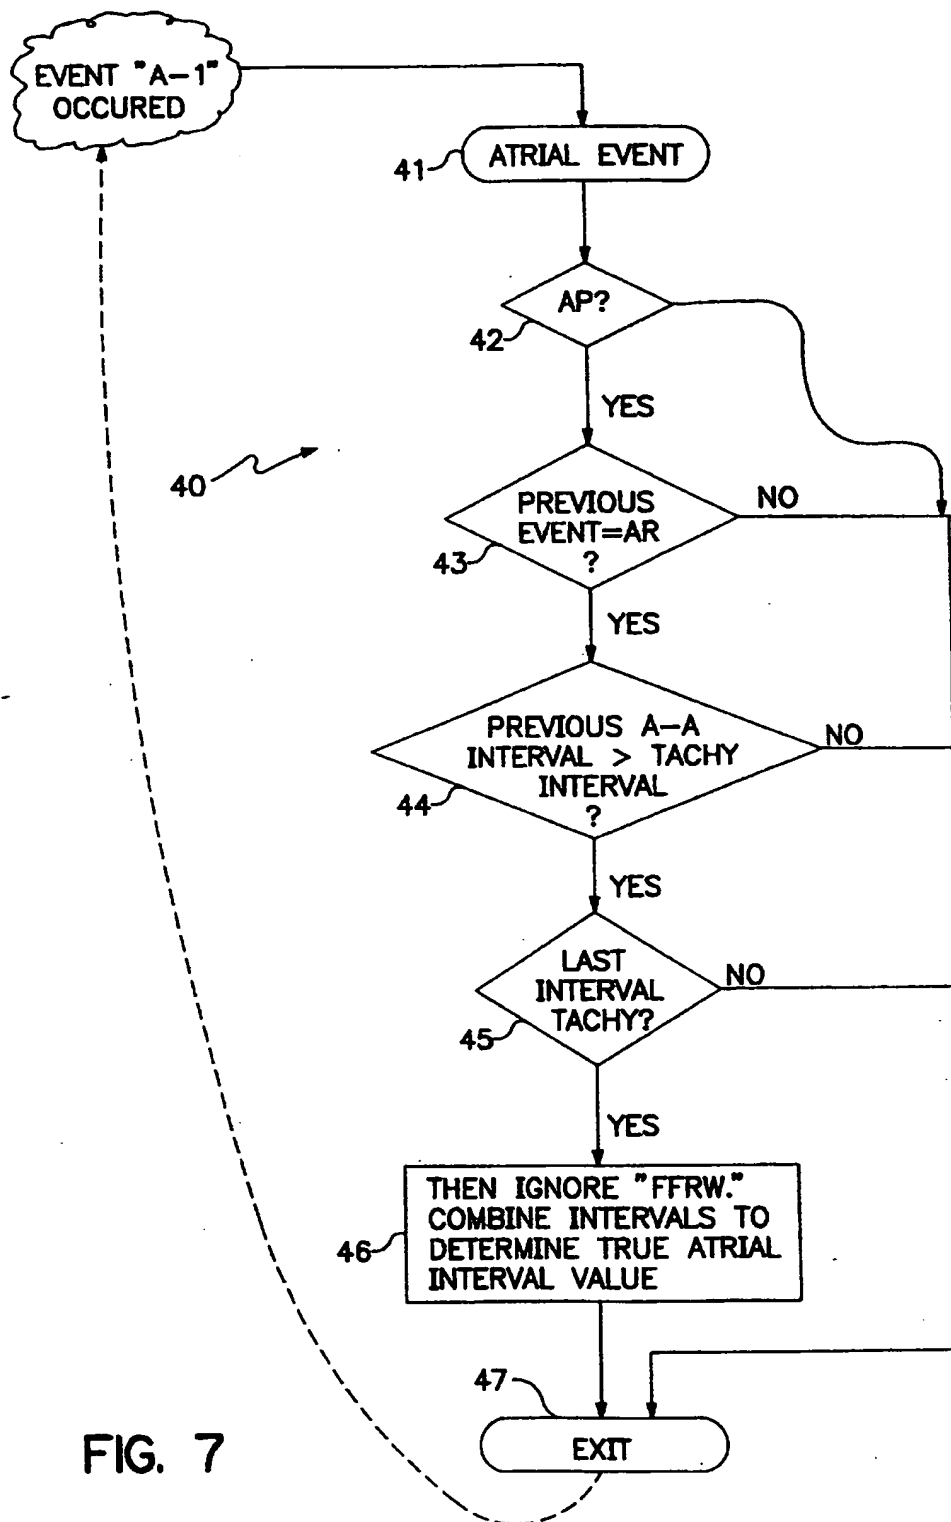 EVENT "A-1"
OCCURED
41
ATRIAL EVENT
AP?
42
YES
40
PREVIOUS
EVENT=AR
?
NO
43
YES
PREVIOUS A-A
INTERVAL > TACHY
INTERVAL
?
NO
44
YES
LAST
INTERVAL
TACHY?
NO
45
YES
THEN IGNORE "FFRW."
COMBINE INTERVALS TO
DETERMINE TRUE ATRIAL
INTERVAL VALUE
46
47
EXIT
FIG. 7